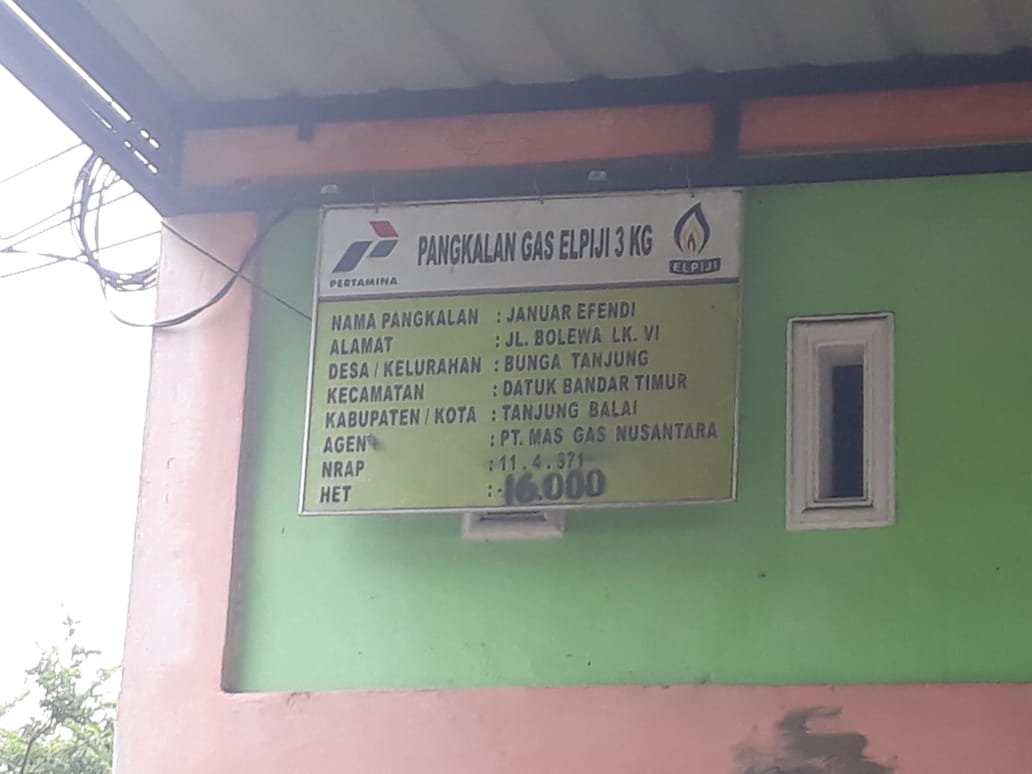 PERTAMINA
PANGKALAN GAS ELPIJI 3 KG
ELPIJI
NAMA PANGKALAN : JANUAR EFENDI
ALAMAT : JL. BOLEWA LK. VI
DESA / KELURAHAN : BUNGA TANJUNG
KECAMATAN : DATUK BANDAR TIMUR
KABUPATEN / KOTA : TANJUNG BALAI
AGEN : PT. MAS GAS NUSANTARA
NRAP : 11 . 4 . 371
HET : 16.000